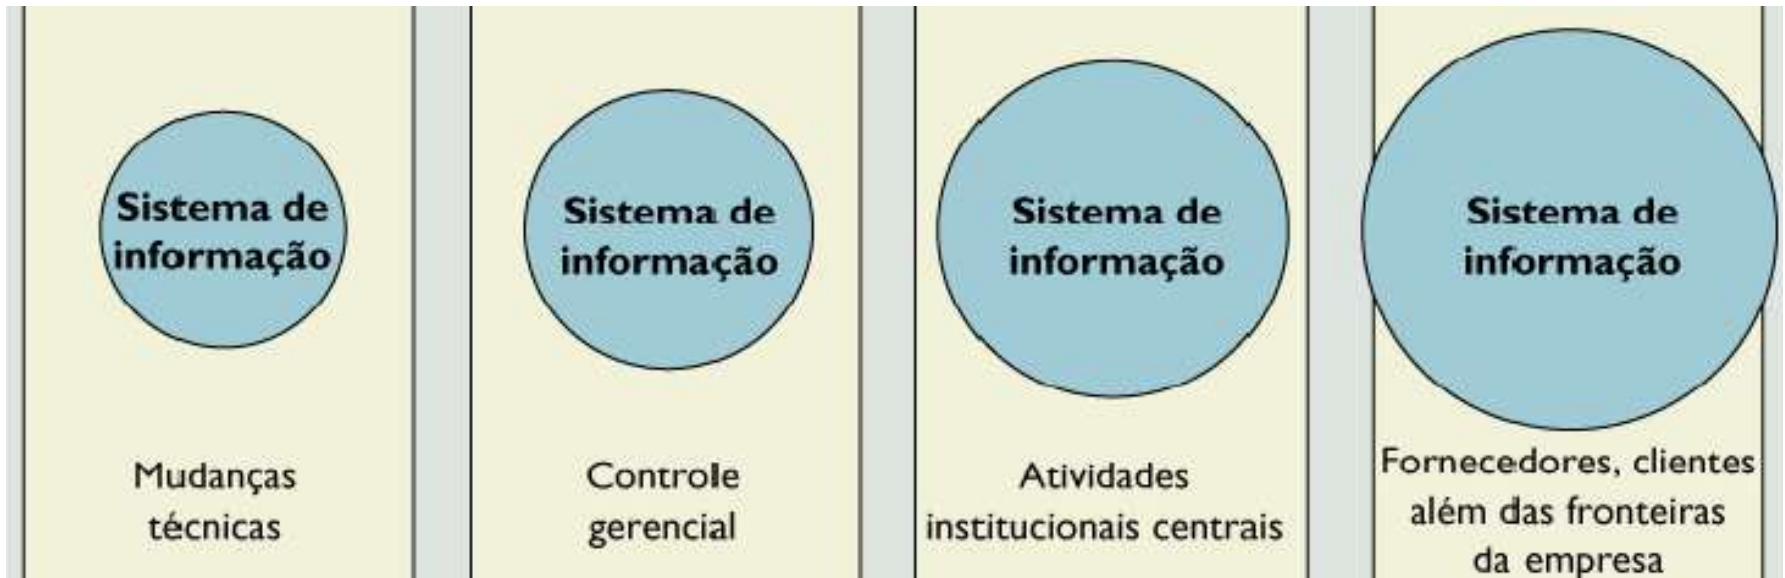 Sistema de
informação
Mudanças
técnicas
Sistema de
informação
Controle
gerencial
Sistema de
informação
Atividades
institucionais centrais
Sistema de
informação
Fornecedores, clientes
além das fronteiras
da empresa